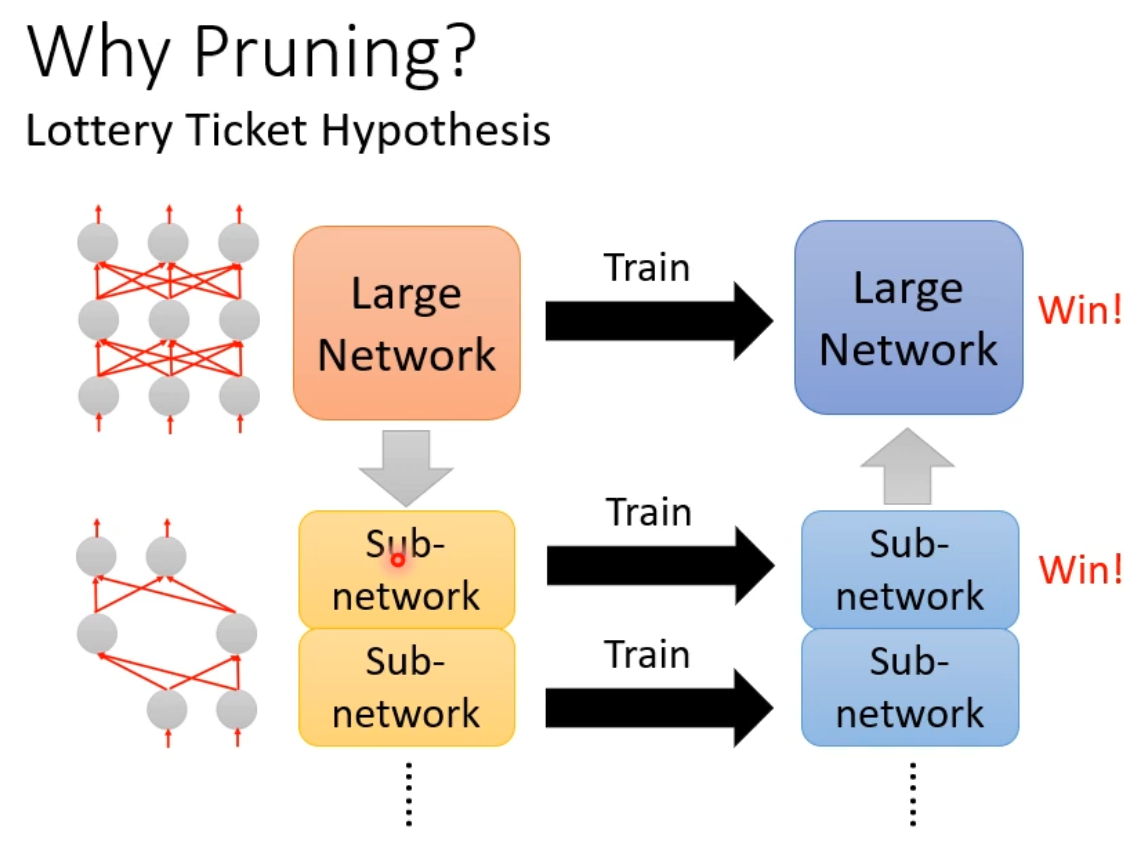 Why Pruning?
Lottery Ticket Hypothesis
Large
Network
Train
Large
Network
Win!
Sub-
network
Train
Sub-
network
Win!
Sub-
network
Train
Sub-
network